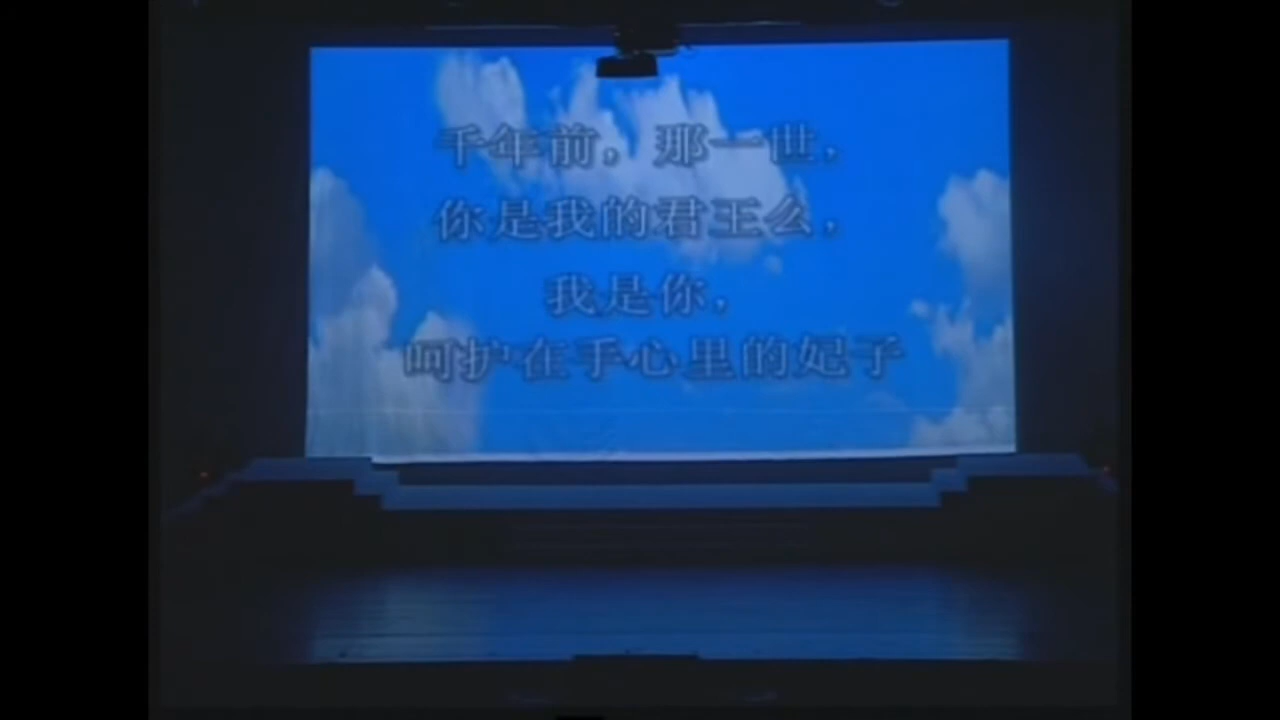 千年前，那一世，
你是我的君王么，
我是你，
呵护在手心里的妃子